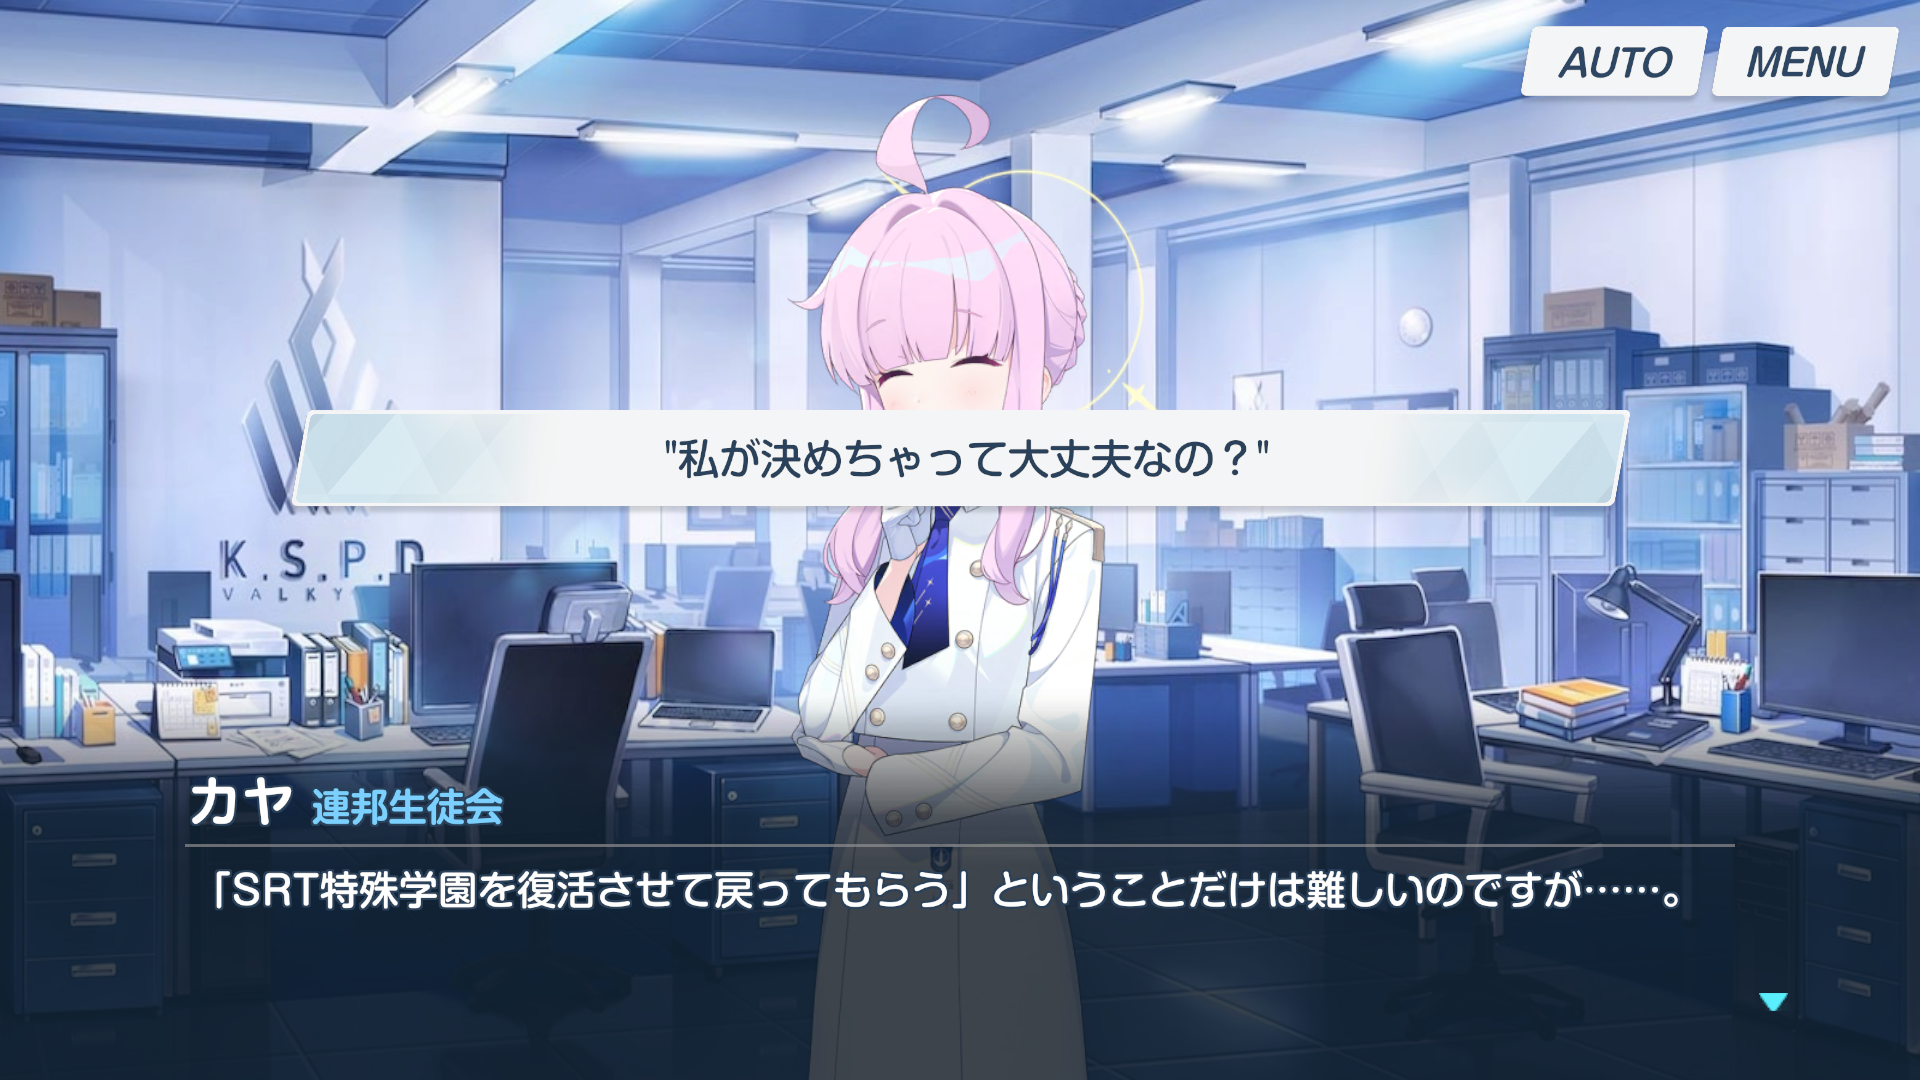 AUTO
MENU
"私が決めちゃって大丈夫なの？"
K.S.P.D
VALKY
カヤ 連邦生徒会
「SRT特殊学園を復活させて戻ってもらう」ということだけは難しいのですが……。